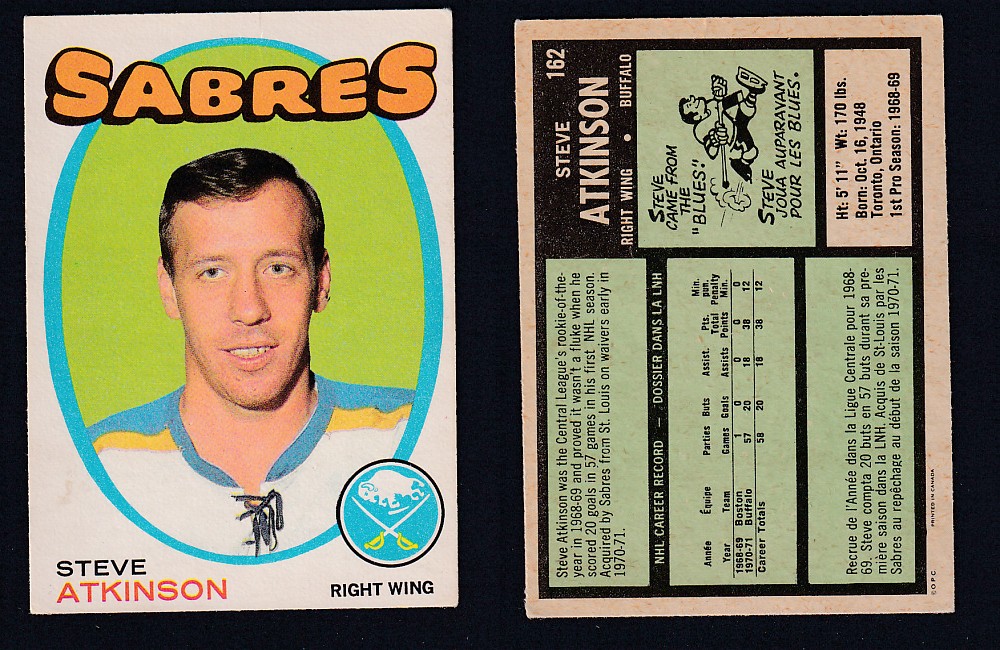 SABRES
STEVE
ATKINSON
RIGHT WING
162
STEVE
ATKINSON
RIGHT WING • BUFFALO
STEVE
CAME FROM
THE
"BLUES!"
STEVE
JOUA AUPARAVANT
POUR LES BLUES.
Ht: 5' 11" Wt: 170 lbs.
Born: Oct. 16, 1948
Toronto, Ontario
1st Pro Season: 1968-69
Steve Atkinson was the Central League's rookie-of-the-
year in 1968-69 and proved it wasn't a fluke when he
scored 20 goals in 57 games in his first NHL season.
Acquired by Sabres from St. Louis on waivers early in
1970-71.
NHL CAREER RECORD — DOSSIER DANS LA LNH
Année Équipe Parties Buts Assist. Pts. Min. pun.
Year Team Games Goals Assists Total Points Penalty Min.
1968-69 Boston 1 0 0 0 0
1970-71 Buffalo 57 20 18 38 12
Career Totals 58 20 18 38 12
Recrue de l'Année dans la Ligue Centrale pour 1968-
69, Steve compta 20 buts en 57 buts durant sa pre-
mière saison dans la LNH. Acquis de St-Louis par les
Sabres au repêchage au début de la saison 1970-71.
© O.P.C. PRINTED IN CANADA